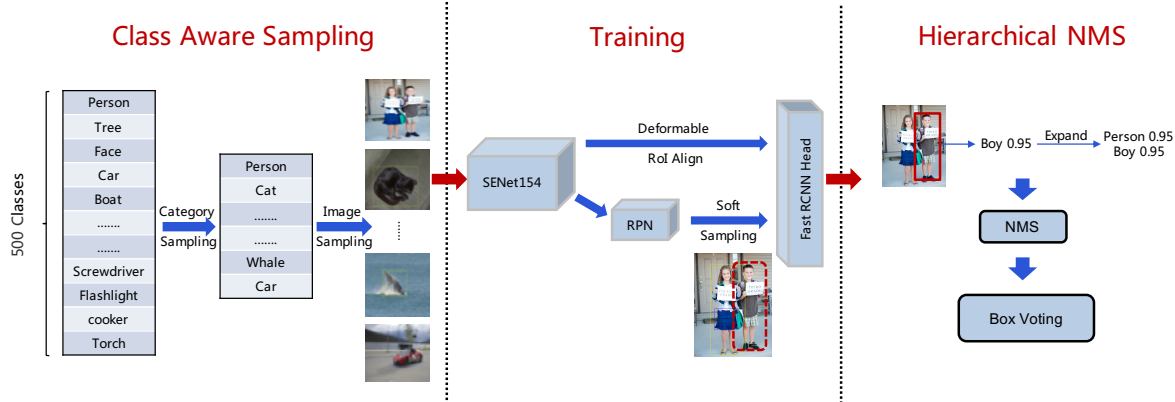 Class Aware Sampling
Training
Hierarchical NMS
500 Classes
Person
Tree
Face
Car
Boat
.......
.......
Screwdriver
Flashlight
cooker
Torch
Category
Sampling
Person
Cat
.......
.......
Whale
Car
Image
Sampling
SENet154
Deformable
RoI Align
RPN
Soft
Sampling
Fast RCNN Head
Boy 0.95
Expand
Person 0.95
Boy 0.95
NMS
Box Voting